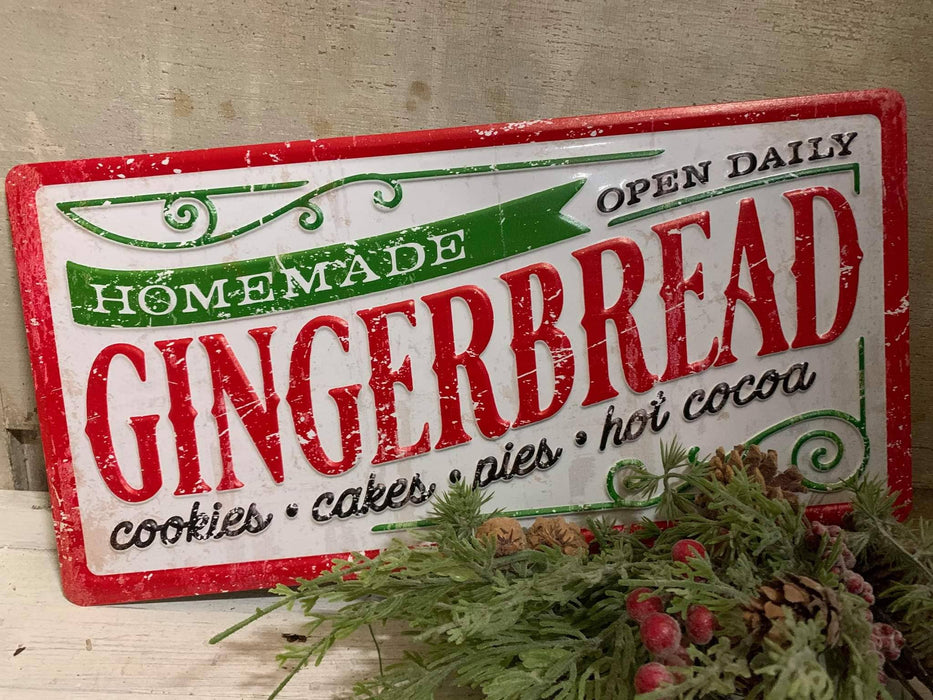 OPEN DAILY
HOMEMADE
GINGERBREAD
cookies • cakes • pies • hot cocoa